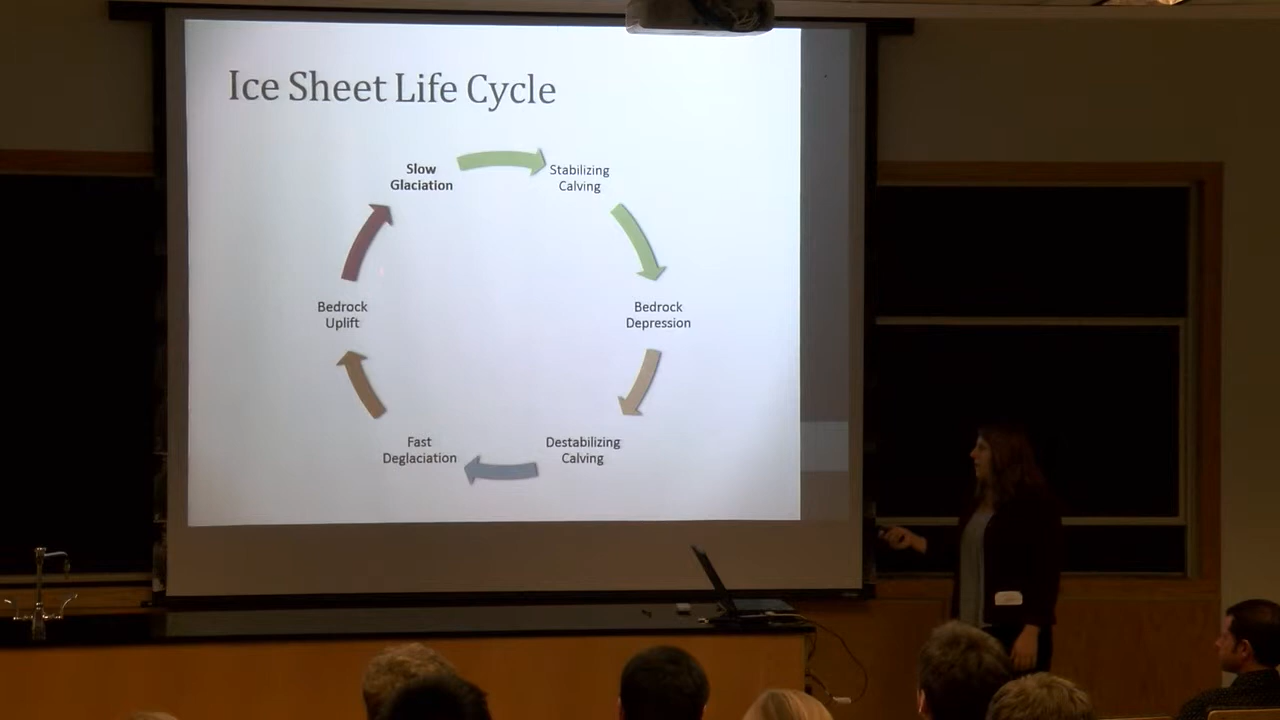 Ice Sheet Life Cycle
Slow
Glaciation
Stabilizing
Calving
Bedrock
Depression
Destabilizing
Calving
Fast
Deglaciation
Bedrock
Uplift